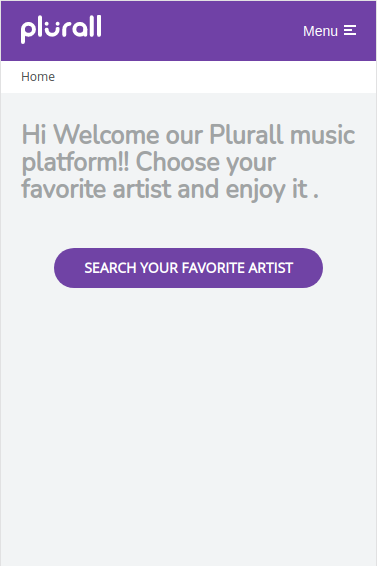 plurall
Menu
Home
Hi Welcome our Plurall music
platform!! Choose your
favorite artist and enjoy it .
SEARCH YOUR FAVORITE ARTIST